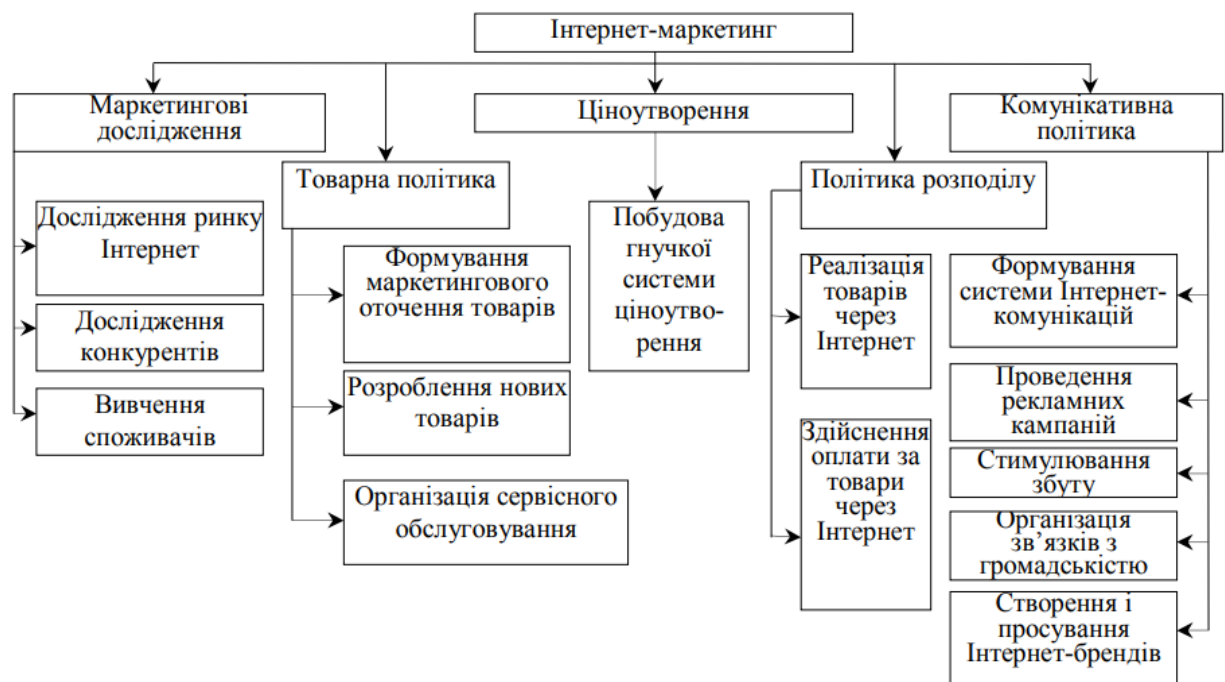 Інтернет-маркетинг
Маркетингові
дослідження
Ціноутворення
Комунікативна
політика
Товарна політика
Політика розподілу
Дослідження ринку
Інтернет
Дослідження
конкурентів
Вивчення
споживачів
Формування
маркетингового
оточення товарів
Розроблення нових
товарів
Організація сервісного
обслуговування
Побудова
гнучкої
системи
ціноутво-
рення
Реалізація
товарів
через
Інтернет
Здійснення
оплати за
товари
через
Інтернет
Формування
системи Інтернет-
комунікацій
Проведення
рекламних
кампаній
Стимулювання
збуту
Організація
зв’язків з
громадськістю
Створення і
просування
Інтернет-брендів